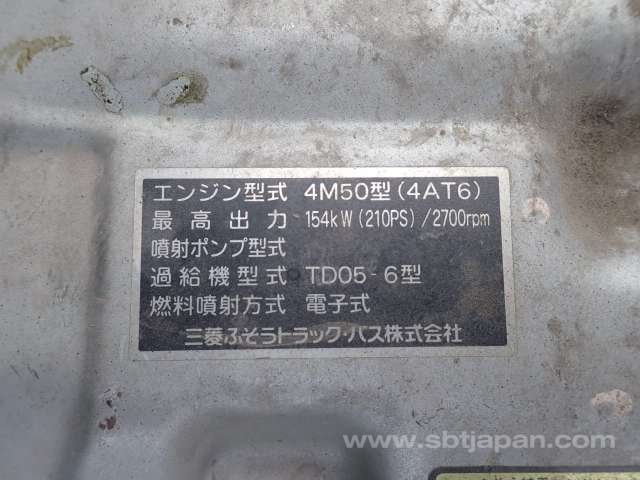 エンジン型式 4M50型(4AT6)
最高出力 154kW(210PS)/2700rpm
噴射ポンプ型式
過給機型式 TD05-6型
燃料噴射方式 電子式
三菱ふそうトラック・バス株式会社
www.sbtjapan.com